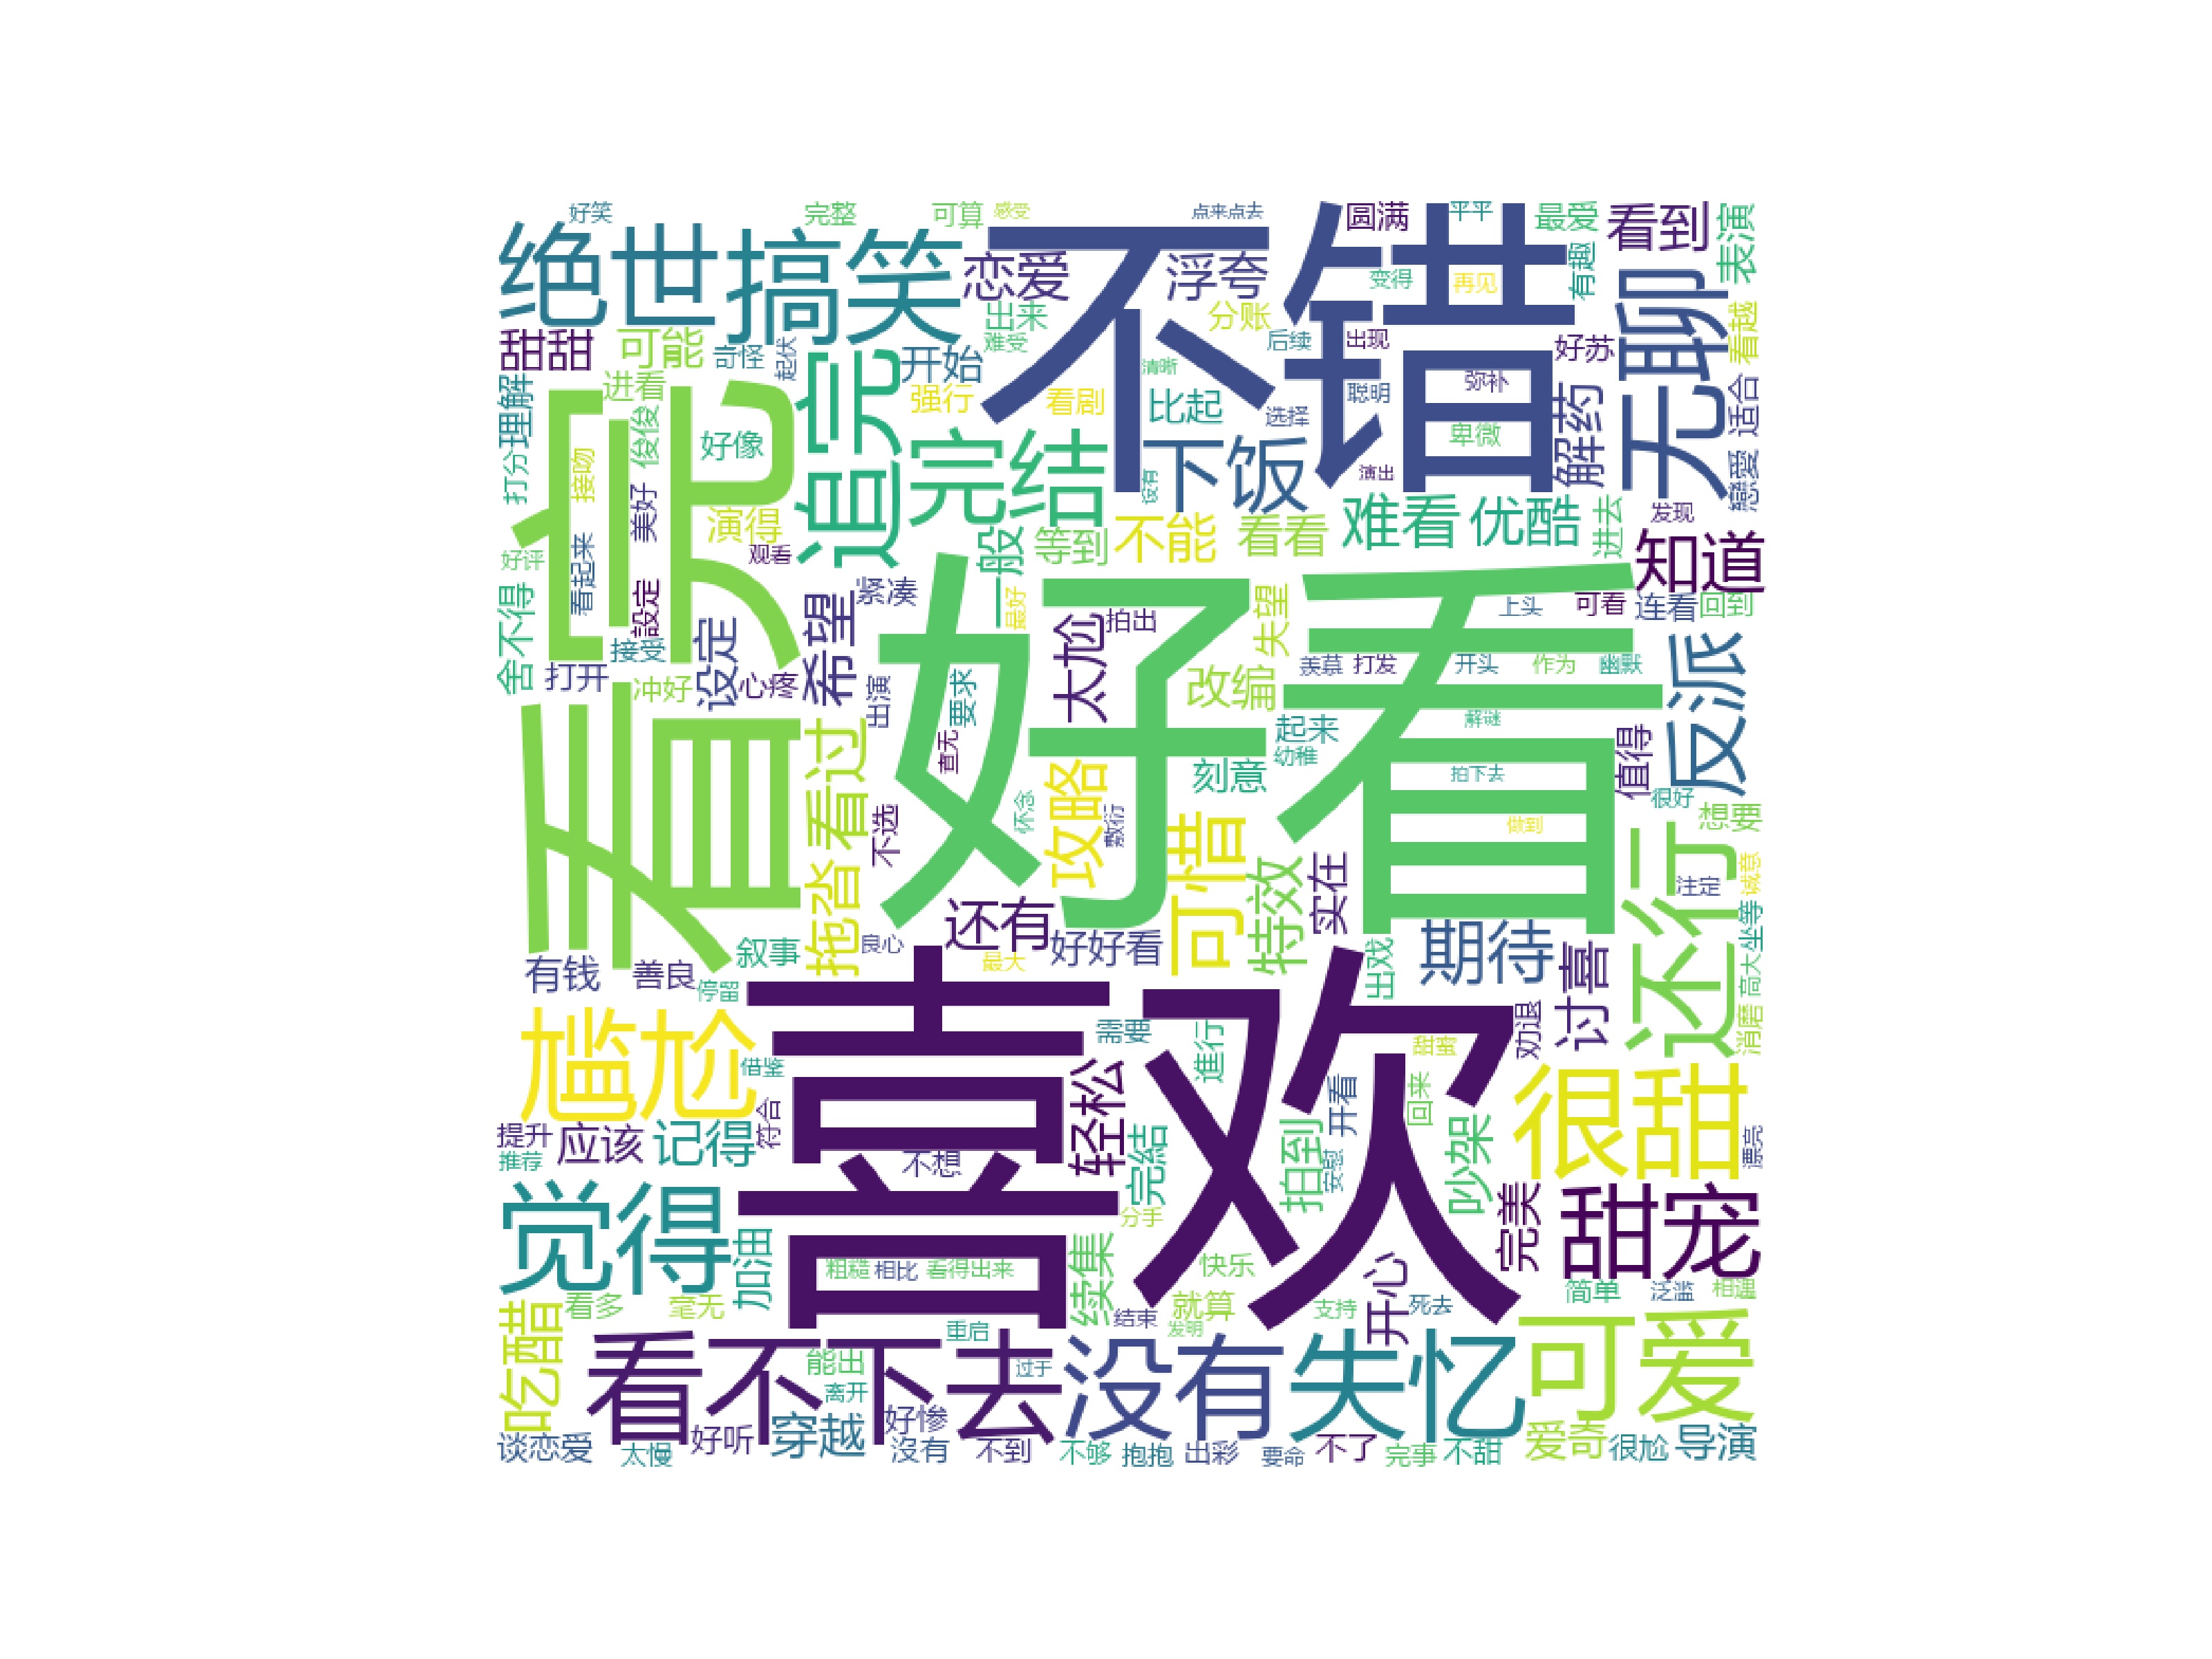 好笑
完整
可算
感受
点来点去
圆满
平平
最爱
看到
表演
绝世
搞笑
恋爱
浮夸
不错
变得
再见
有趣
无聊
甜甜
可能
奇怪
起伏
开始
出来
难受
分账
后续
出现
好苏
看越
理解
进看
俊俊
追完
强行
看剧
清晰
比起
选择
聪明
弥补
解药
适合
打分
接吻
好像
完结
下饭
卑微
演出
戀愛
看完
美好
演得
一般
等到
不能
看看
难看
优酷
进去
发现
知道
好评
看起来
观看
舍不得
設定
设定
希望
紧凑
最好
太尬
拍出
失望
上头
可看
连看
回到
接受
打开
冲好
心疼
出演
要求
改编
羡慕
打发
开头
作为
幽默
反派
好看
看过
直无
攻略
刻意
起来
幼稚
解谜
拍下去
值得
很好
想要
不选
怀念
敷衍
可惜
做到
还行
拖沓
特效
实在
注定
诚意
叙事
良心
还有
好好看
最大
出戏
期待
讨喜
高大
坐等
有钱
善良
停留
喜欢
需要
進行
甜蜜
劝退
消磨
尴尬
借鉴
轻松
开看
回来
很甜
提升
推荐
应该
记得
符合
不想
完結
拍到
安慰
吵架
漂亮
觉得
加油
分手
完美
甜宠
粗糙
相比
看得出来
续集
快乐
开心
简单
泛滥
相遇
吃醋
看多
毫无
重启
结束
发明
就算
支持
死去
看不下去
能出
离开
过于
没有
失忆
可爱
谈恋爱
太慢
好听
穿越
好惨
沒有
不到
不够
抱抱
出彩
要命
不了
完事
不甜
爱奇
很尬
导演